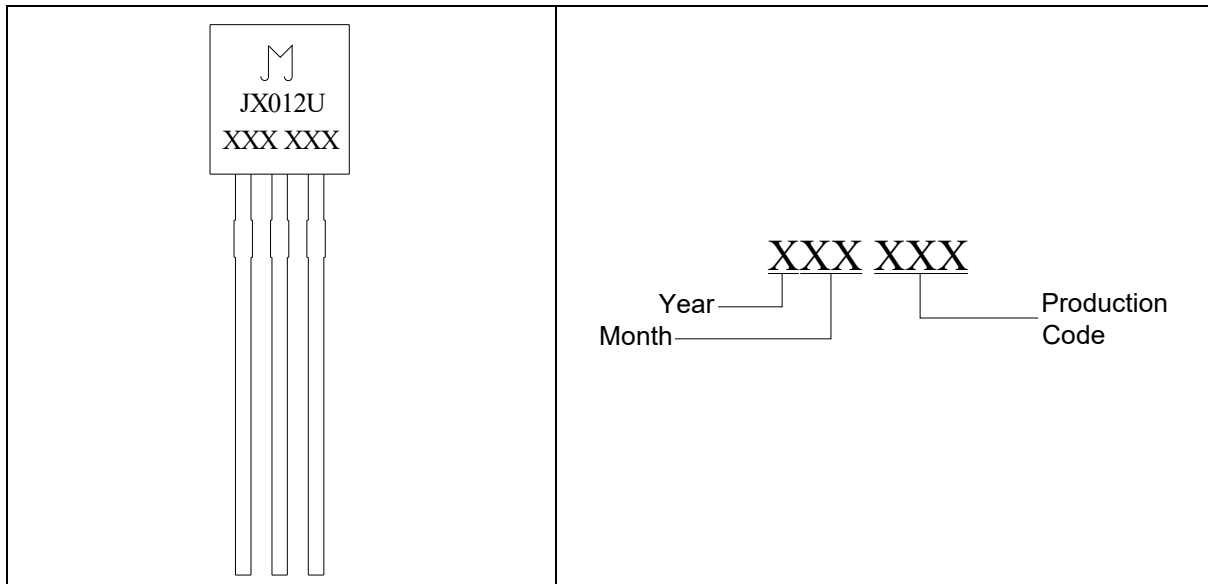 JX012U
XXX XXX
XXX XXX
Year
Month
Production
Code